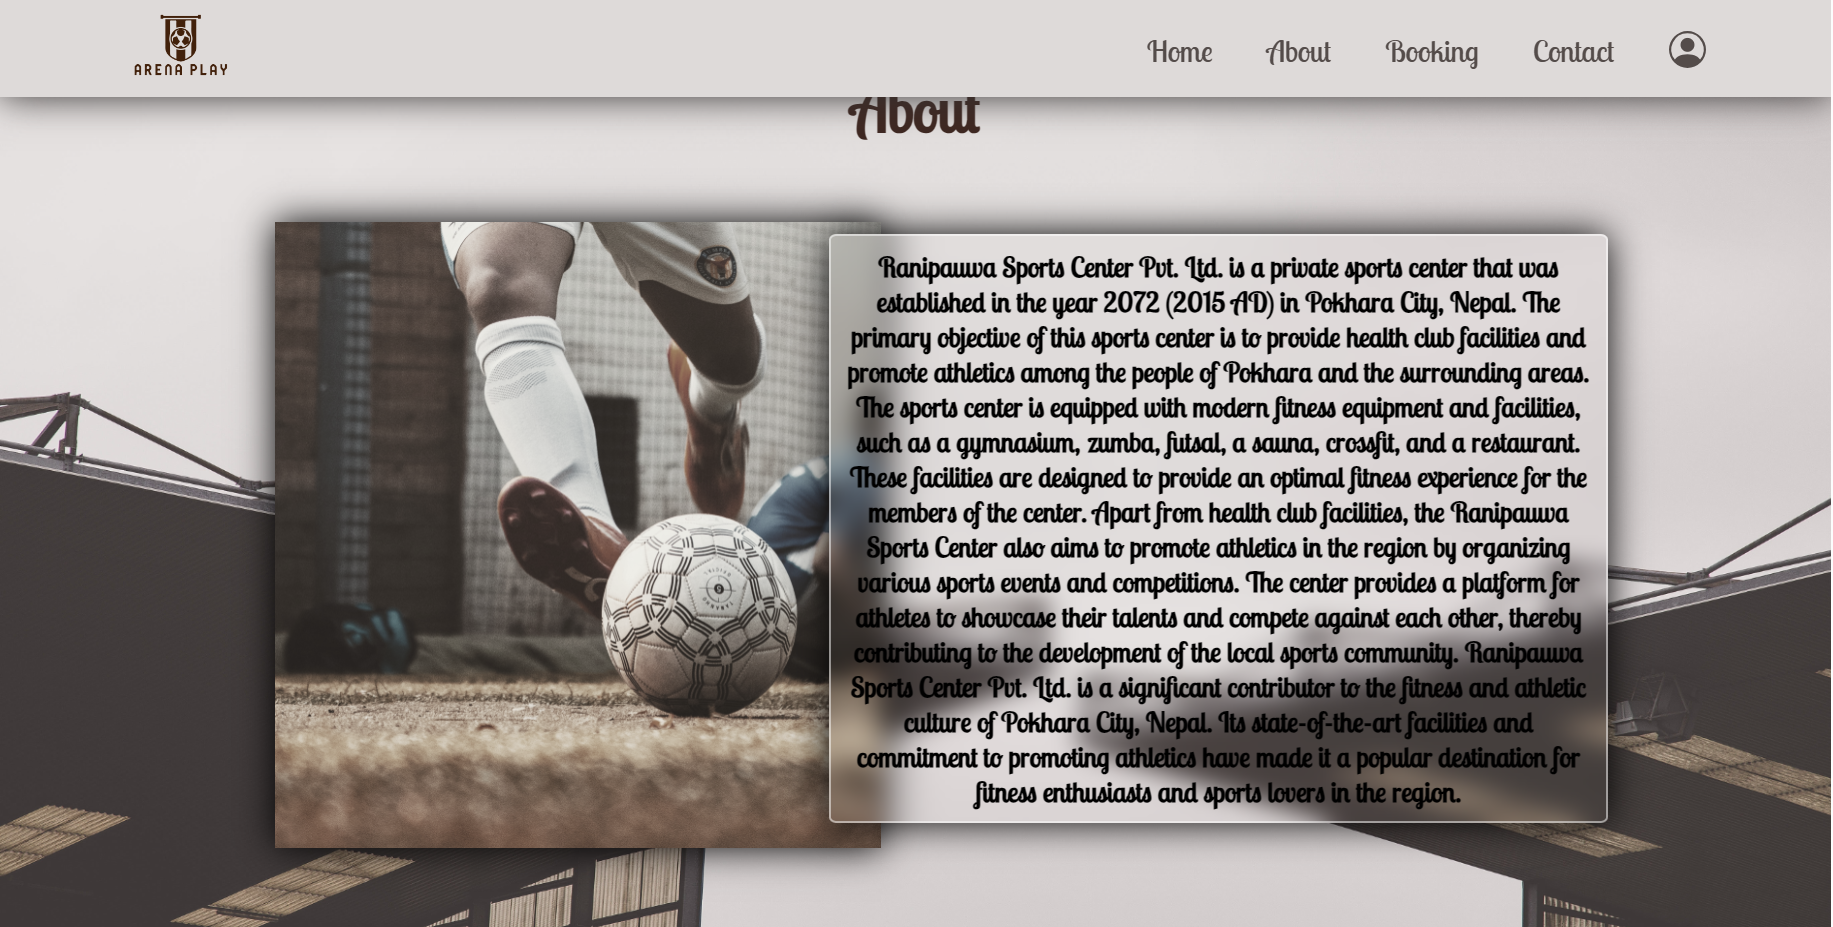 ARENA PLAY
Home
About
Booking
Contact
About
Ranipauwa Sports Center Pvt. Ltd. is a private sports center that was
established in the year 2072 (2015 AD) in Pokhara City, Nepal. The
primary objective of this sports center is to provide health club facilities and
promote athletics among the people of Pokhara and the surrounding areas.
The sports center is equipped with modern fitness equipment and facilities,
such as a gymnasium, zumba, futsal, a sauna, crossfit, and a restaurant.
These facilities are designed to provide an optimal fitness experience for the
members of the center. Apart from health club facilities, the Ranipauwa
Sports Center also aims to promote athletics in the region by organizing
various sports events and competitions. The center provides a platform for
athletes to showcase their talents and compete against each other, thereby
contributing to the development of the local sports community. Ranipauwa
Sports Center Pvt. Ltd. is a significant contributor to the fitness and athletic
culture of Pokhara City, Nepal. Its state-of-the-art facilities and
commitment to promoting athletics have made it a popular destination for
fitness enthusiasts and sports lovers in the region.